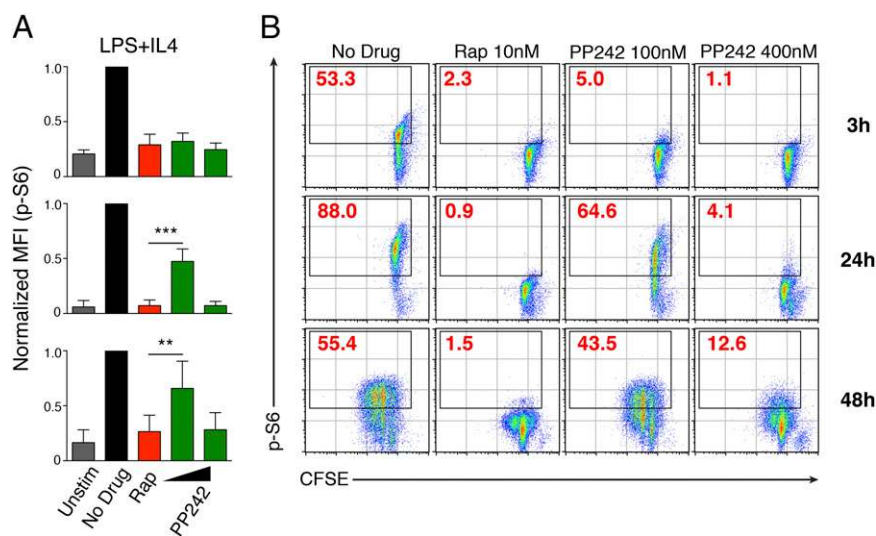 A
LPS+IL4
Normalized MFI (p-S6)
1.0
0.5
0
1.0
0.5
0
***
1.0
0.5
0
**
Unstim
No Drug
Rap
PP242
B
No Drug
Rap 10nM
PP242 100nM
PP242 400nM
53.3
2.3
5.0
1.1
3h
88.0
0.9
64.6
4.1
24h
55.4
1.5
43.5
12.6
48h
p-S6
CFSE